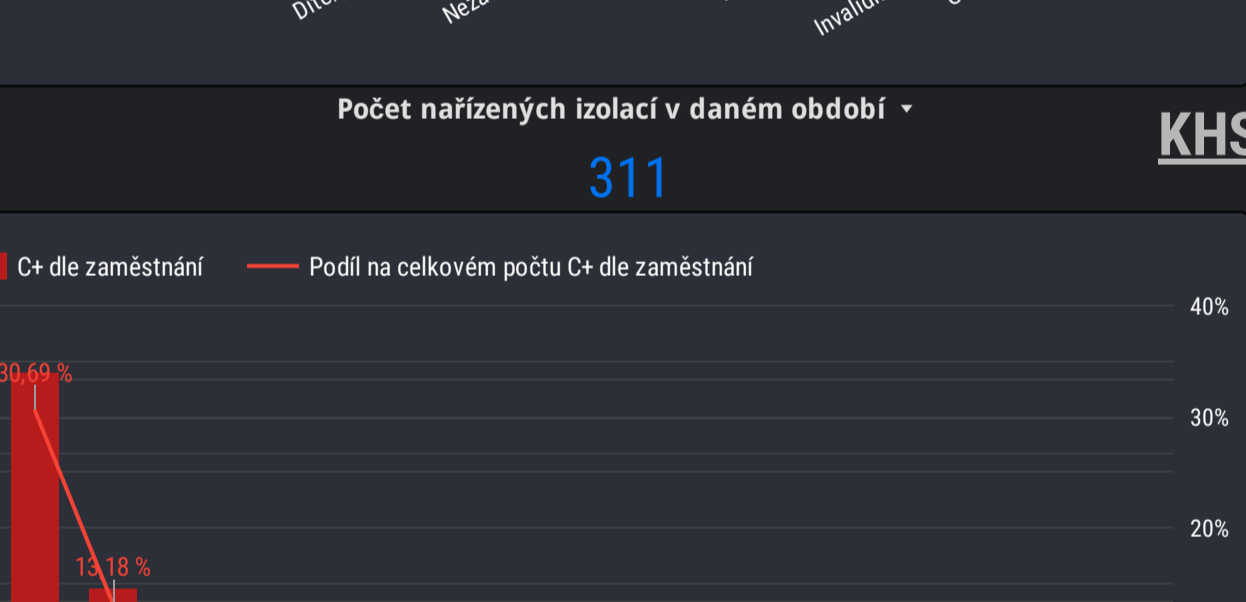 Počet nařízených izolací v daném období
KHS
311
C+ dle zaměstnání
Podíl na celkovém počtu C+ dle zaměstnání
40%
30,69 %
30%
20%
13,18 %